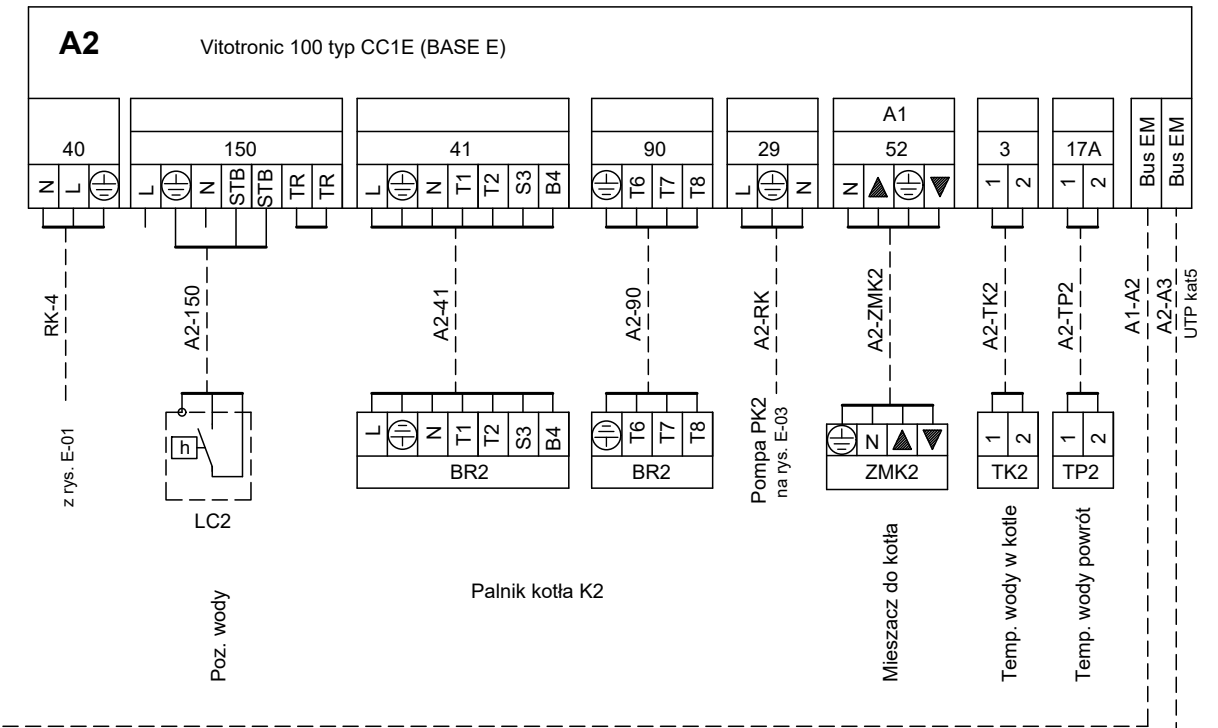 A2
Vitotronic 100 typ CC1E (BASE E)
A1
40
150
41
90
29
52
3
17A
Bus EM
Bus EM
N L
L N STB STB TR TR
L N T1 T2 S3 B4
T6 T7 T8
L N
N
1 2
1 2
RK-4
A2-150
A2-41
A2-90
A2-RK
A2-ZMK2
A2-TK2
A2-TP2
A1-A2
A2-A3
UTP kat5
z rys. E-01
h
LC2
Poz. wody
L N T1 T2 S3 B4
BR2
T6 T7 T8
BR2
Palnik kotła K2
Pompa PK2
na rys. E-03
N
ZMK2
Mieszacz do kotła
1 2
TK2
Temp. wody w kotle
1 2
TP2
Temp. wody powrót